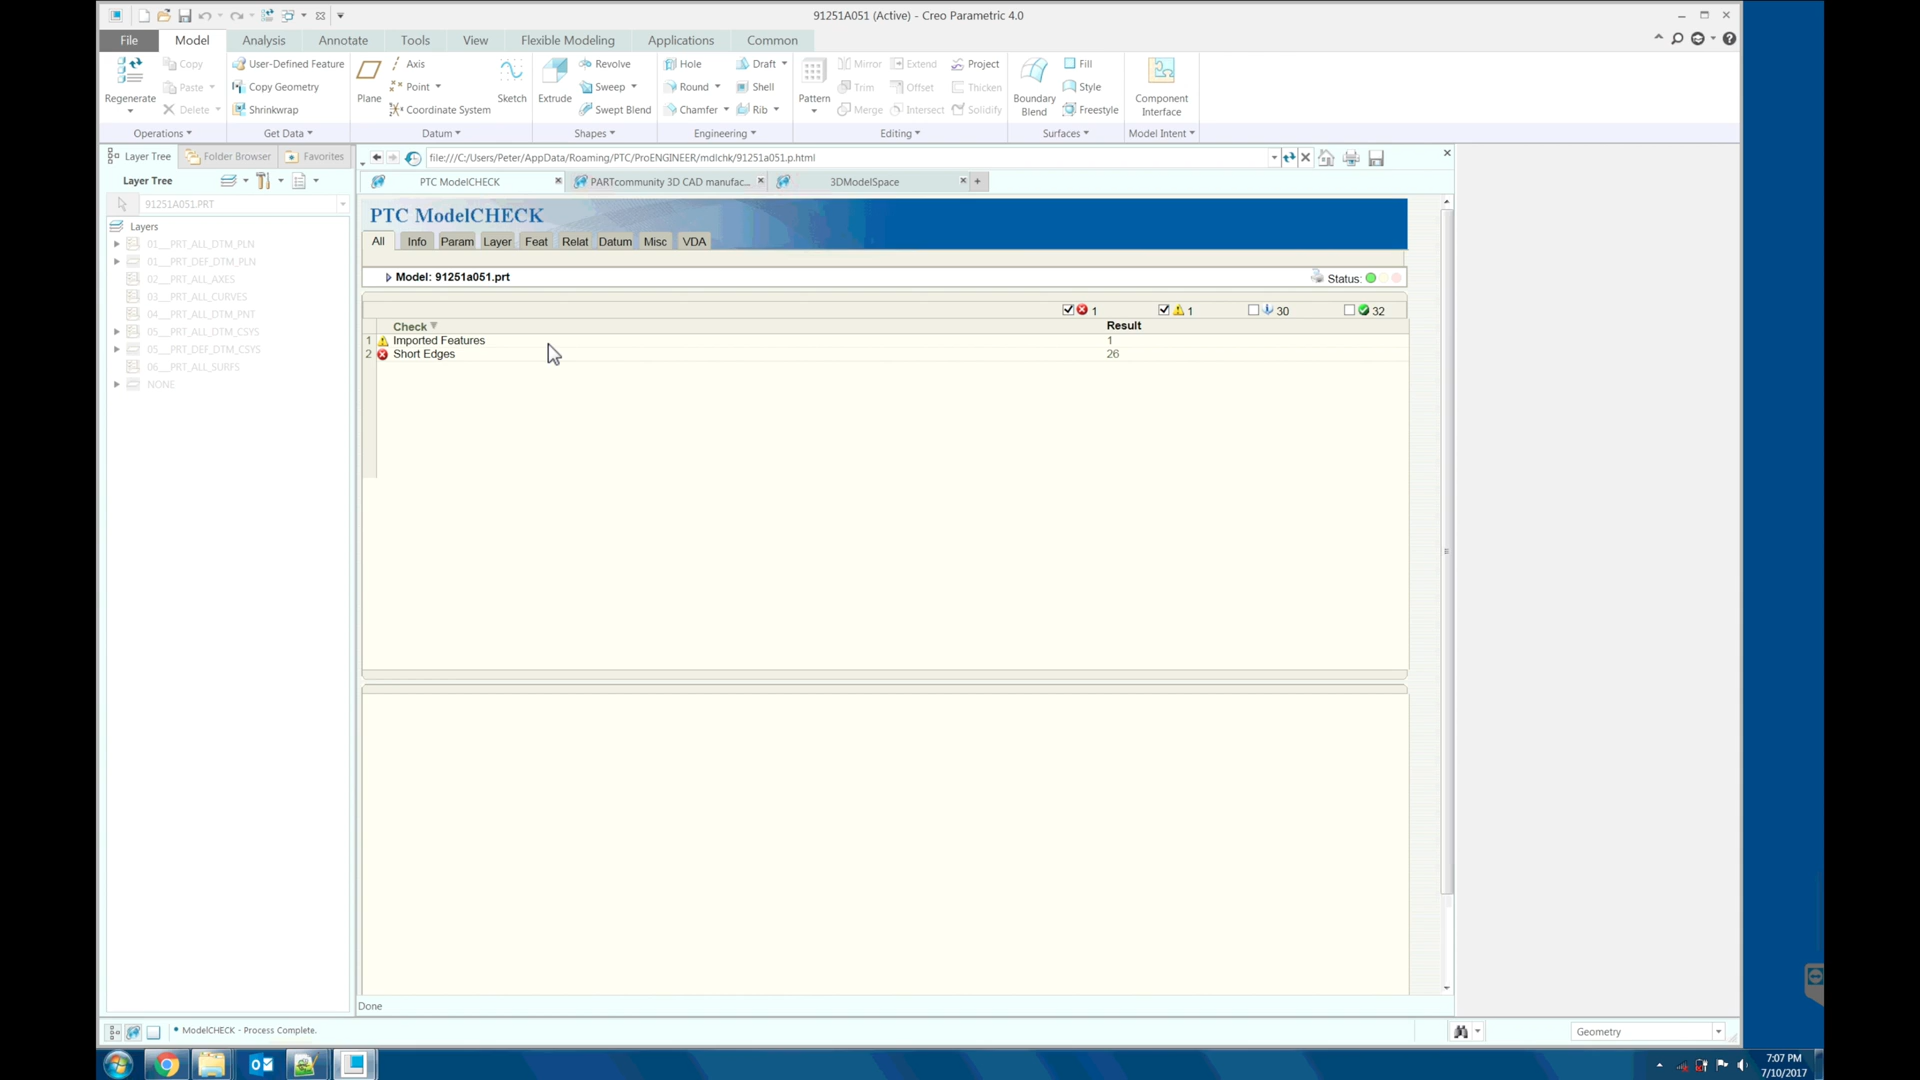 91251A051 (Active) - Creo Parametric 4.0
File Model Analysis Annotate Tools View Flexible Modeling Applications Common
Regenerate
Copy
Paste
Delete
Operations
User-Defined Feature
Copy Geometry
Shrinkwrap
Get Data
Plane
Axis
Point
Coordinate System
Sketch
Datum
Extrude
Revolve
Sweep
Swept Blend
Shapes
Hole
Round
Chamfer
Draft
Shell
Rib
Engineering
Pattern
Mirror
Trim
Merge
Extend
Offset
Intersect
Project
Thicken
Solidify
Editing
Boundary
Blend
Fill
Style
Freestyle
Surfaces
Component
Interface
Model Intent
Layer Tree Folder Browser Favorites
Layer Tree
91251A051.PRT
Layers
01__PRT_ALL_DTM_PLN
01__PRT_DEF_DTM_PLN
02__PRT_ALL_AXES
03__PRT_ALL_CURVES
04__PRT_ALL_DTM_PNT
05__PRT_ALL_DTM_CSYS
05__PRT_DEF_DTM_CSYS
06__PRT_ALL_SURFS
NONE
file:///C:/Users/Peter/AppData/Roaming/PTC/ProENGINEER/mdlchk/91251a051.p.html
PTC ModelCHECK PARTcommunity 3D CAD manufac... 3DModelSpace
PTC ModelCHECK
All Info Param Layer Feat Relat Datum Misc VDA
Model: 91251a051.prt Status:
1 1 30 32
Check Result
1 Imported Features 1
2 Short Edges 26
Done
ModelCHECK - Process Complete.
Geometry
7:07 PM
7/10/2017